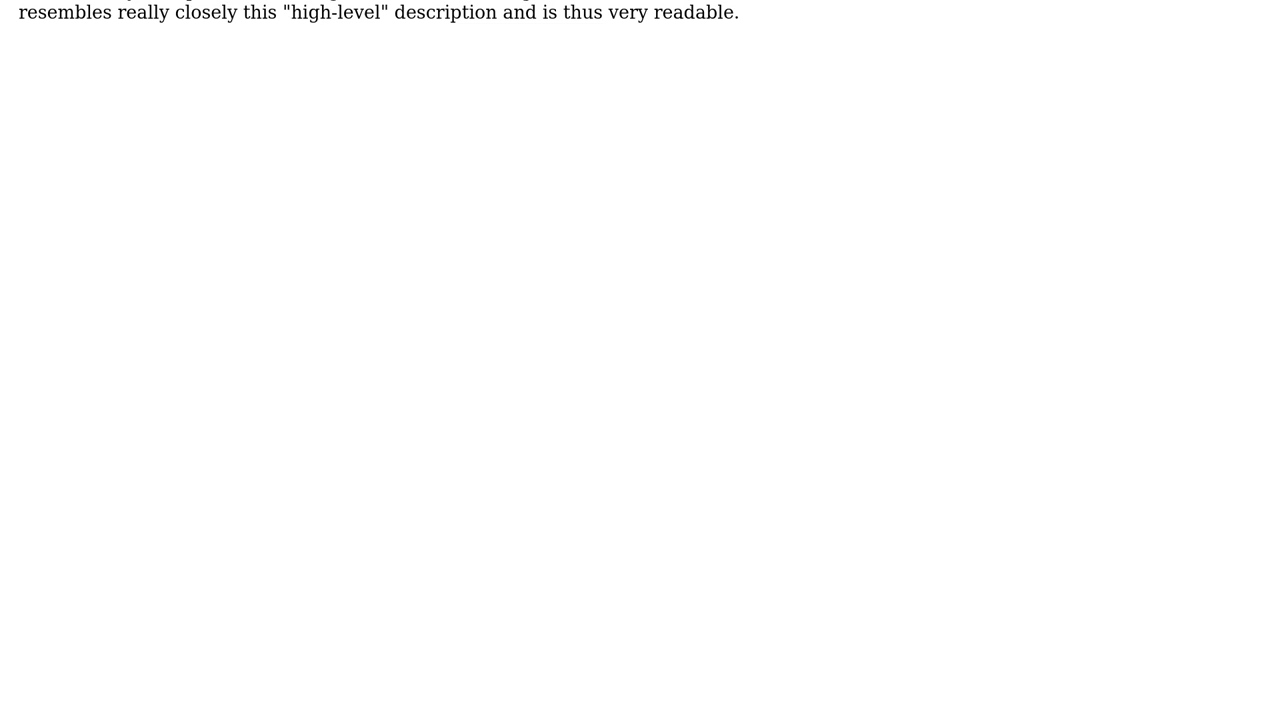 resembles really closely this "high-level" description and is thus very readable.